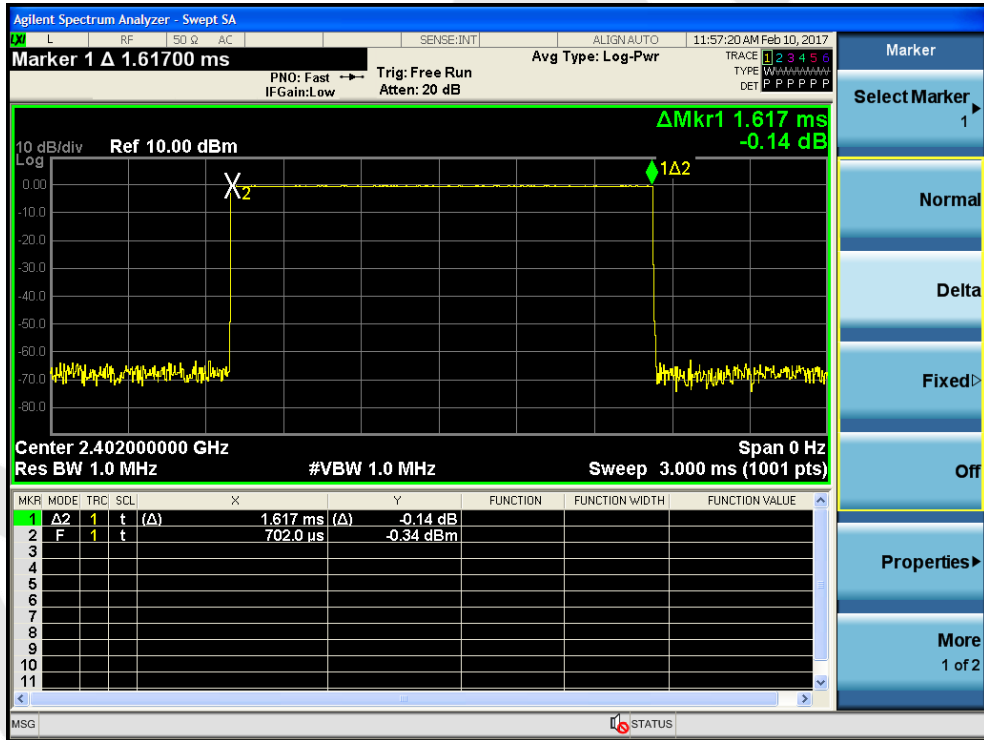 Agilent Spectrum Analyzer - Swept SA
LXI L RF 50 Ω AC SENSE:INT ALIGN AUTO 11:57:20 AM Feb 10, 2017
Marker 1 Δ 1.61700 ms
PNO: Fast
IFGain:Low
Trig: Free Run
Atten: 20 dB
Avg Type: Log-Pwr
TRACE 1 2 3 4 5 6
TYPE WWWWWW
DET P P P P P P
ΔMkr1 1.617 ms
-0.14 dB
10 dB/div Ref 10.00 dBm
Log
0.00
-10.0
-20.0
-30.0
-40.0
-50.0
-60.0
-70.0
-80.0
X2
1Δ2
Center 2.402000000 GHz Span 0 Hz
Res BW 1.0 MHz #VBW 1.0 MHz Sweep 3.000 ms (1001 pts)
MKR MODE TRC SCL X Y FUNCTION FUNCTION WIDTH FUNCTION VALUE
1 Δ2 1 t (Δ) 1.617 ms (Δ) -0.14 dB
2 F 1 t 702.0 µs -0.34 dBm
3
4
5
6
7
8
9
10
11
MSG STATUS
Marker
Select Marker
1
Normal
Delta
Fixed
Off
Properties
More
1 of 2